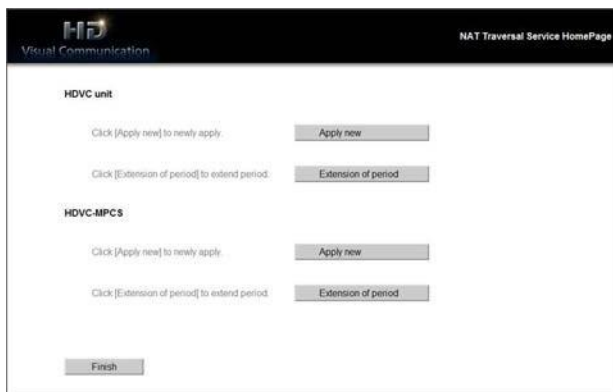 HD
Visual Communication
NAT Traversal Service HomePage
HDVC unit
Click [Apply new] to newly apply.
Apply new
Click [Extension of period] to extend period.
Extension of period
HDVC-MPCS
Click [Apply new] to newly apply.
Apply new
Click [Extension of period] to extend period.
Extension of period
Finish